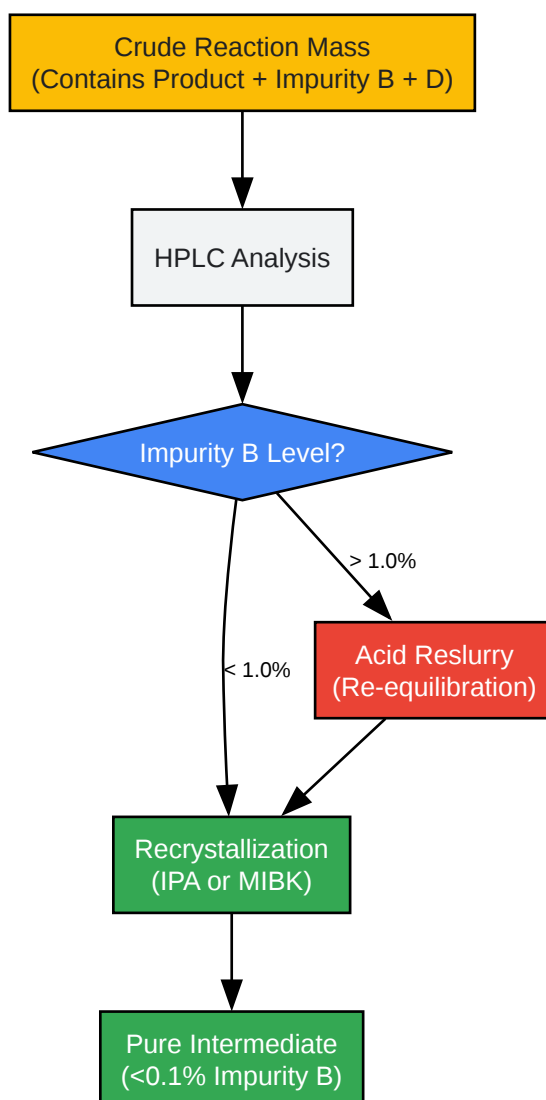 Crude Reaction Mass
(Contains Product + Impurity B + D)
HPLC Analysis
Impurity B Level?
> 1.0%
Acid Reslurry
(Re-equilibration)
< 1.0%
Recrystallization
(IPA or MIBK)
Pure Intermediate
(<0.1% Impurity B)